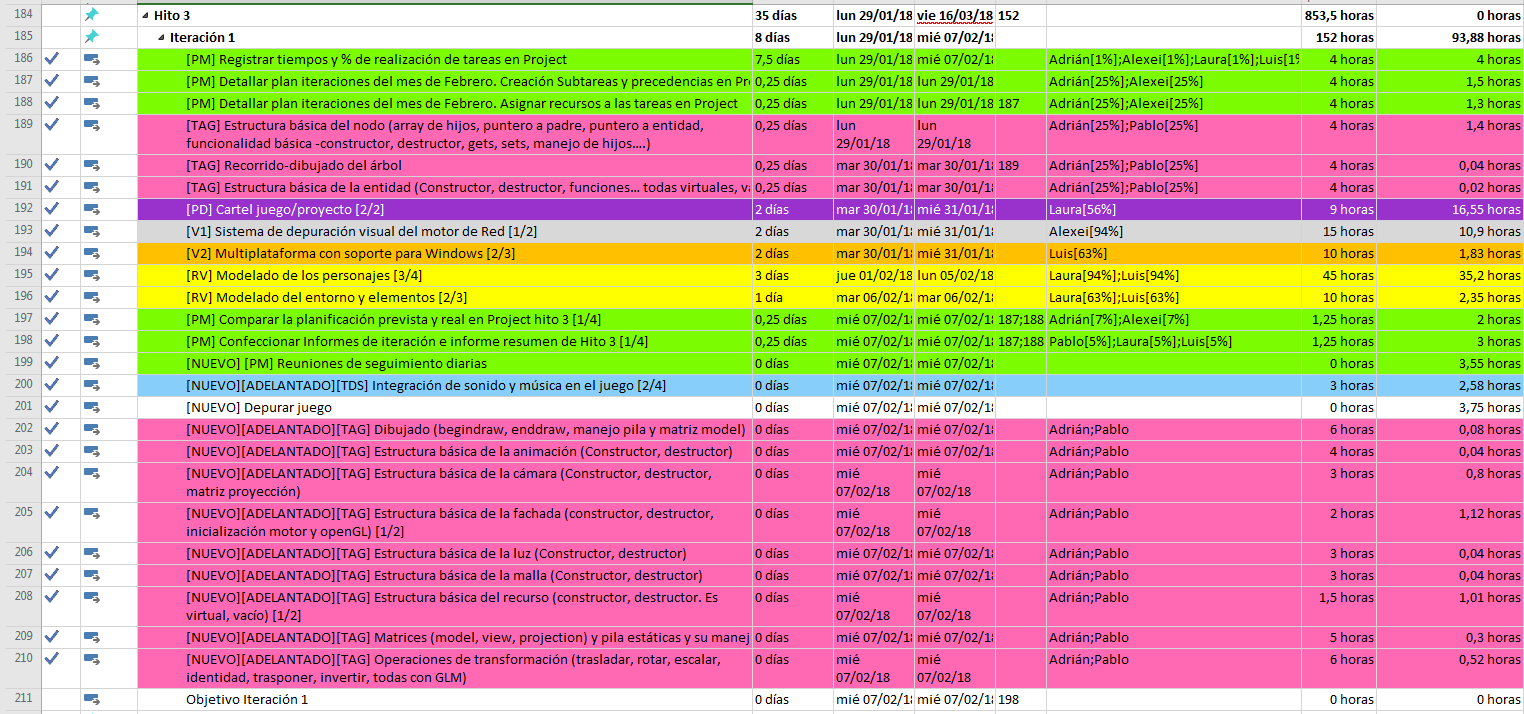 184 Hito 3 35 días lun 29/01/18 vie 16/03/18 152 853,5 horas 0 horas
185 Iteración 1 8 días lun 29/01/18 mié 07/02/18 152 horas 93,88 horas
186 [PM] Registrar tiempos y % de realización de tareas en Project 7,5 días lun 29/01/18 mié 07/02/18 Adrián[1%];Alexei[1%];Laura[1%];Luis[1% 4 horas 4 horas
187 [PM] Detallar plan iteraciones del mes de Febrero. Creación Subtareas y precedencias en Pr 0,25 días lun 29/01/18 lun 29/01/18 Adrián[25%];Alexei[25%] 4 horas 1,5 horas
188 [PM] Detallar plan iteraciones del mes de Febrero. Asignar recursos a las tareas en Project 0,25 días lun 29/01/18 lun 29/01/18 187 Adrián[25%];Alexei[25%] 4 horas 1,3 horas
189 [TAG] Estructura básica del nodo (array de hijos, puntero a padre, puntero a entidad, 0,25 días lun lun Adrián[25%];Pablo[25%] 4 horas 1,4 horas
funcionalidad básica -constructor, destructor, gets, sets, manejo de hijos....) 29/01/18 29/01/18
190 [TAG] Recorrido-dibujado del árbol 0,25 días mar 30/01/18 mar 30/01/18 189 Adrián[25%];Pablo[25%] 4 horas 0,04 horas
191 [TAG] Estructura básica de la entidad (Constructor, destructor, funciones... todas virtuales, va 0,25 días mar 30/01/18 mar 30/01/18 Adrián[25%];Pablo[25%] 4 horas 0,02 horas
192 [PD] Cartel juego/proyecto [2/2] 2 días mar 30/01/18 mié 31/01/18 Laura[56%] 9 horas 16,55 horas
193 [V1] Sistema de depuración visual del motor de Red [1/2] 2 días mar 30/01/18 mié 31/01/18 Alexei[94%] 15 horas 10,9 horas
194 [V2] Multiplataforma con soporte para Windows [2/3] 2 días mar 30/01/18 mié 31/01/18 Luis[63%] 10 horas 1,83 horas
195 [RV] Modelado de los personajes [3/4] 3 días jue 01/02/18 lun 05/02/18 Laura[94%];Luis[94%] 45 horas 35,2 horas
196 [RV] Modelado del entorno y elementos [2/3] 1 día mar 06/02/18 mar 06/02/18 Laura[63%];Luis[63%] 10 horas 2,35 horas
197 [PM] Comparar la planificación prevista y real en Project hito 3 [1/4] 0,25 días mié 07/02/18 mié 07/02/18 187;188 Adrián[7%];Alexei[7%] 1,25 horas 2 horas
198 [PM] Confeccionar Informes de iteración e informe resumen de Hito 3 [1/4] 0,25 días mié 07/02/18 mié 07/02/18 187;188 Pablo[5%];Laura[5%];Luis[5%] 1,25 horas 3 horas
199 [NUEVO] [PM] Reuniones de seguimiento diarias 0 días mié 07/02/18 mié 07/02/18 0 horas 3,55 horas
200 [NUEVO][ADELANTADO][TDS] Integración de sonido y música en el juego [2/4] 0 días mié 07/02/18 mié 07/02/18 3 horas 2,58 horas
201 [NUEVO] Depurar juego 0 días mié 07/02/18 mié 07/02/18 0 horas 3,75 horas
202 [NUEVO][ADELANTADO][TAG] Dibujado (begindraw, enddraw, manejo pila y matriz model) 0 días mié 07/02/18 mié 07/02/18 Adrián;Pablo 6 horas 0,08 horas
203 [NUEVO][ADELANTADO][TAG] Estructura básica de la animación (Constructor, destructor) 0 días mié 07/02/18 mié 07/02/18 Adrián;Pablo 4 horas 0,04 horas
204 [NUEVO][ADELANTADO][TAG] Estructura básica de la cámara (Constructor, destructor, 0 días mié mié Adrián;Pablo 3 horas 0,8 horas
matriz proyección) 07/02/18 07/02/18
205 [NUEVO][ADELANTADO][TAG] Estructura básica de la fachada (constructor, destructor, 0 días mié mié Adrián;Pablo 2 horas 1,12 horas
inicialización motor y openGL) [1/2] 07/02/18 07/02/18
206 [NUEVO][ADELANTADO][TAG] Estructura básica de la luz (Constructor, destructor) 0 días mié 07/02/18 mié 07/02/18 Adrián;Pablo 3 horas 0,04 horas
207 [NUEVO][ADELANTADO][TAG] Estructura básica de la malla (Constructor, destructor) 0 días mié 07/02/18 mié 07/02/18 Adrián;Pablo 3 horas 0,04 horas
208 [NUEVO][ADELANTADO][TAG] Estructura básica del recurso (constructor, destructor. Es 0 días mié mié Adrián;Pablo 1,5 horas 1,01 horas
virtual, vacío) [1/2] 07/02/18 07/02/18
209 [NUEVO][ADELANTADO][TAG] Matrices (model, view, projection) y pila estáticas y su manej 0 días mié 07/02/18 mié 07/02/18 Adrián;Pablo 5 horas 0,3 horas
210 [NUEVO][ADELANTADO][TAG] Operaciones de transformación (trasladar, rotar, escalar, 0 días mié mié Adrián;Pablo 6 horas 0,52 horas
identidad, trasponer, invertir, todas con GLM) 07/02/18 07/02/18
211 Objetivo Iteración 1 0 días mié 07/02/18 mié 07/02/18 198 0 horas 0 horas